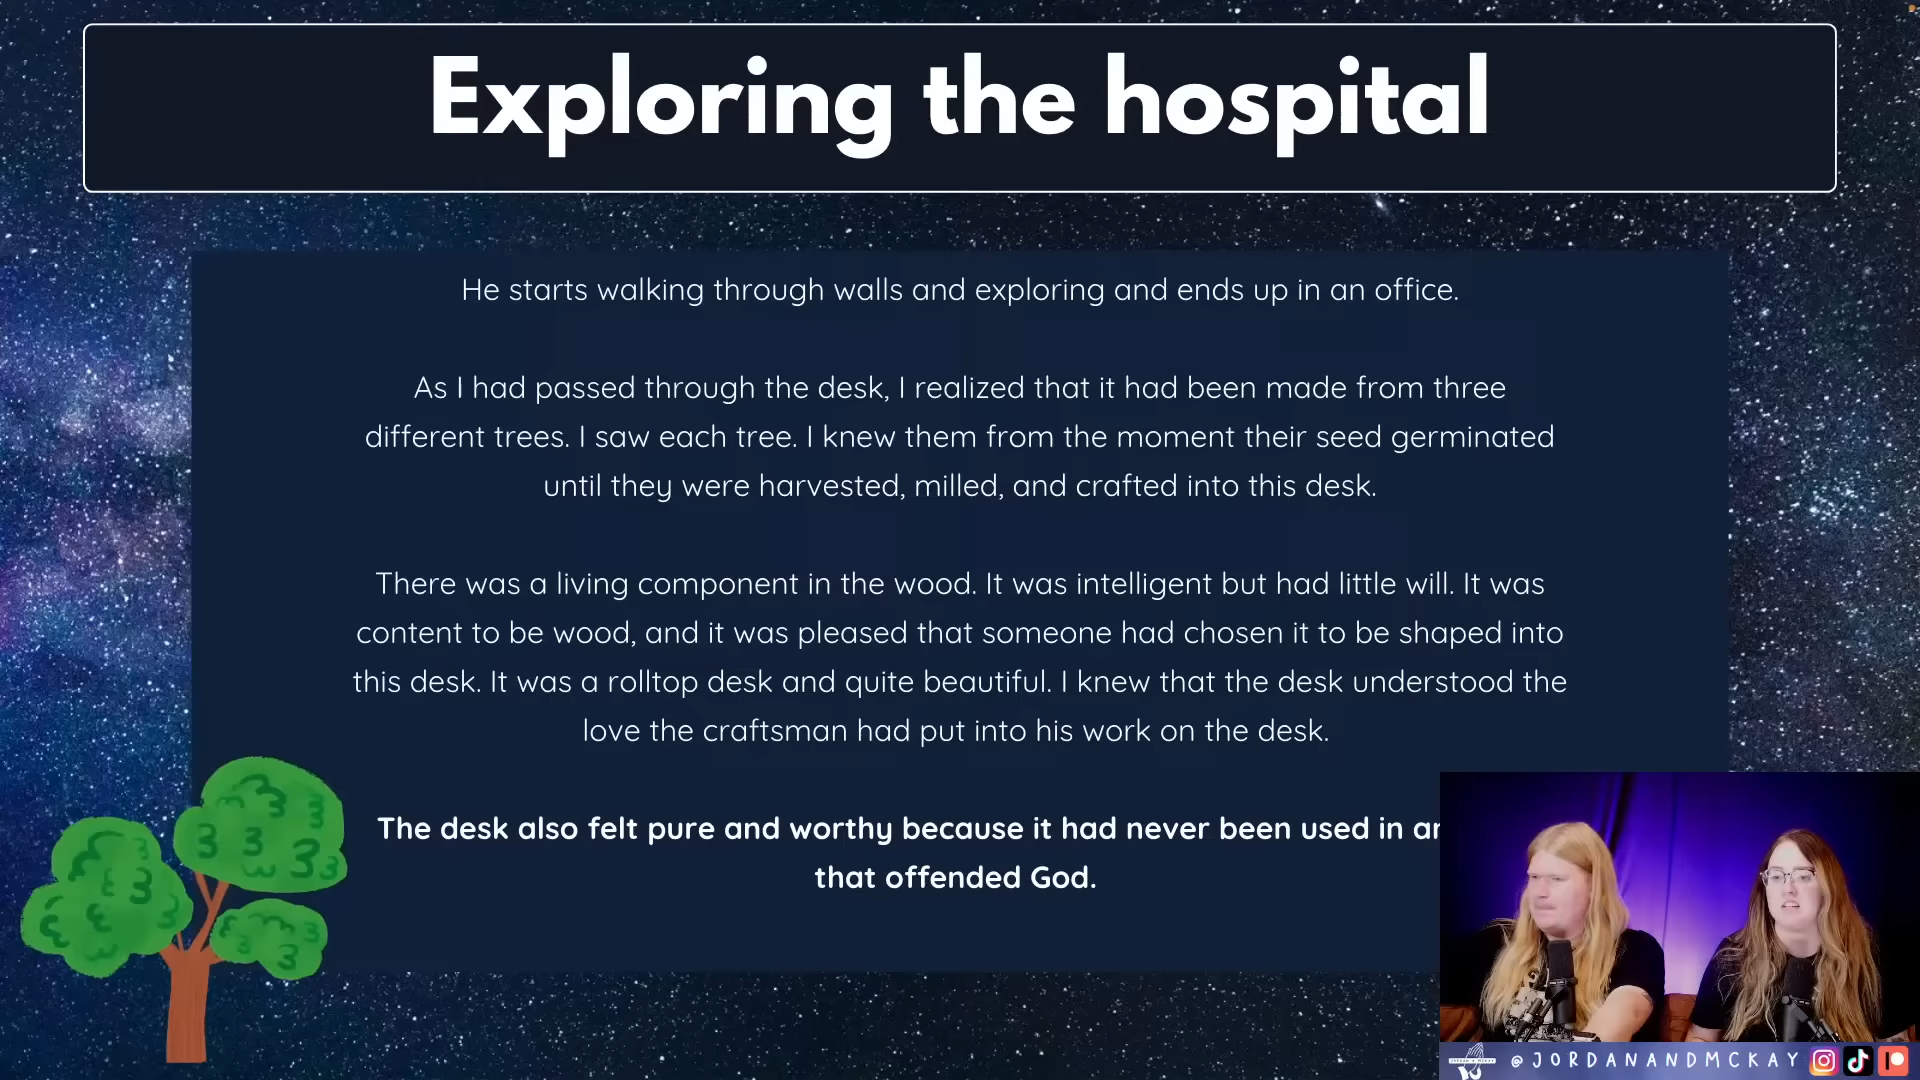 Exploring the hospital
He starts walking through walls and exploring and ends up in an office.
As I had passed through the desk, I realized that it had been made from three
different trees. I saw each tree. I knew them from the moment their seed germinated
until they were harvested, milled, and crafted into this desk.
There was a living component in the wood. It was intelligent but had little will. It was
content to be wood, and it was pleased that someone had chosen it to be shaped into
this desk. It was a rolltop desk and quite beautiful. I knew that the desk understood the
love the craftsman had put into his work on the desk.
The desk also felt pure and worthy because it had never been used in
that offended God.
@JORDANANDMCKAY